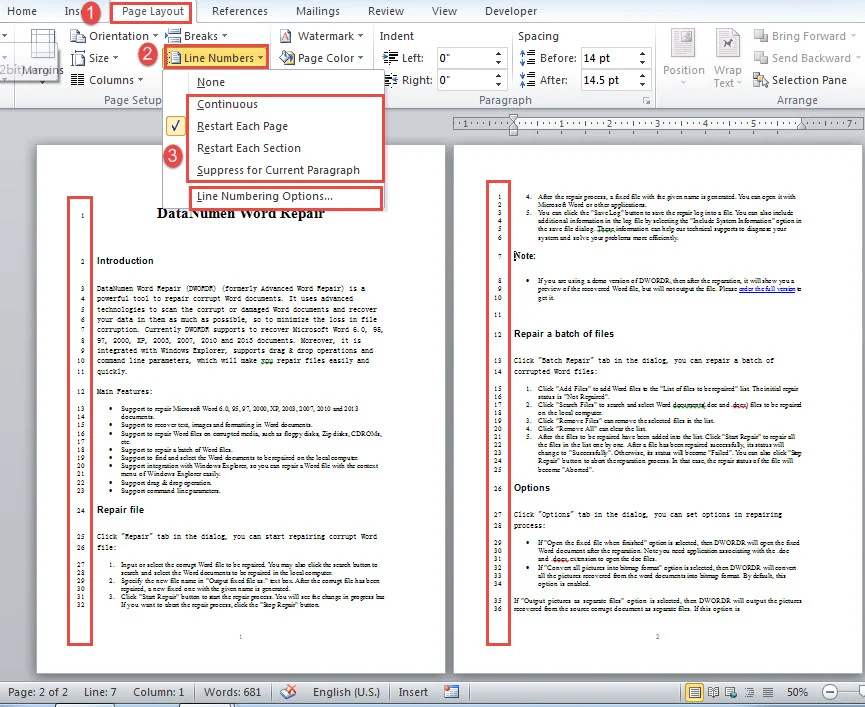 Home Ins 1 Page Layout References Mailings Review View Developer
Orientation Breaks Watermark Indent Spacing Bring Forward
2 Line Numbers
Size Page Color Left: 0" Before: 14 pt Send Backward
Margins Columns Right: 0" After: 14.5 pt Position Wrap Text Selection Pane
Page Setup Paragraph Arrange
None
Continuous
Restart Each Page
3
Restart Each Section
Suppress for Current Paragraph
Line Numbering Options...
1 1 2 3 4 5 6 7
1 DataNumen Word Repair
2 Introduction
3 DataNumen Word Repair (DWORDR) (formerly Advanced Word Repair) is a
4 powerful tool to repair corrupt Word documents. It uses advanced
5 technologies to scan the corrupt or damaged Word documents and recover
6 your data in them as much as possible, so to minimize the loss in file
7 corruption. Currently DWORDR supports to recover Microsoft Word 6.0, 95,
8 97, 2000, XP, 2003, 2007, 2010 and 2013 documents. Moreover, it is
9 integrated with Windows Explorer, supports drag & drop operations and
10 command line parameters, which will make you repair files easily and
11 quickly.
12 Main Features:
13 • Support to repair Microsoft Word 6.0, 95, 97, 2000, XP, 2003, 2007, 2010 and 2013
14 documents.
15 • Support to recover text, images and formatting in Word documents.
16 • Support to repair Word files on corrupted media, such as floppy disks, Zip disks, CDROMs,
17 etc.
18 • Support to repair a batch of Word files.
19 • Support to find and select the Word documents to be repaired on the local computer.
20 • Support integration with Windows Explorer, so you can repair a Word file with the context
21 menu of Windows Explorer easily.
22 • Support drag & drop operation.
23 • Support command line parameters.
24 Repair file
25 Click "Repair" tab in the dialog, you can start repairing corrupt Word
26 file:
27 1. Input or select the corrupt Word file to be repaired. You may also click the search button to
28 search and select the Word documents to be repaired in the local computer.
29 2. Specify the new file name in "Output fixed file as:" text box. After the corrupt file has been
30 repaired, a new fixed one with the given name is generated.
31 3. Click "Start Repair" button to start the repair process. You will see the change in progress bar
32 If you want to abort the repair process, click the "Stop Repair" button.
1
1 4. After the repair process, a fixed file with the given name is generated. You can open it with
2 Microsoft Word or other applications.
3 5. You can click the "Save Log" button to save the repair log into a file. You can also include
4 additional information in the log file by selecting the "Include System Information" option in
5 the save file dialog. These information can help our technical supports to diagnose your
6 system and solve your problems more efficiently.
7 Note:
8 • If you are using a demo version of DWORDR, then after the reparation, it will show you a
9 preview of the recovered Word file, but will not output the file. Please order the full version to
10 get it.
11
12 Repair a batch of files
13 Click "Batch Repair" tab in the dialog, you can repair a batch of
14 corrupted Word files:
15 1. Click "Add Files" to add Word files to the "List of files to be repaired" list. The initial repair
16 status is "Not Repaired".
17 2. Click "Search Files" to search and select Word documents(.doc and .docx) files to be repaired
18 on the local computer.
19 3. Click "Remove Files" can remove the selected files in the list.
20 4. Click "Remove All" can clear the list.
21 5. After the files to be repaired have been added into the list. Click "Start Repair" to repair all
22 the files in the list one by one. After a file has been repaired successfully, its status will
23 change to "Successfully". Otherwise, its status will become "Failed". You can also click "Stop
24 Repair" button to abort the reparation process. In that case, the repair status of the file will
25 become "Aborted".
26 Options
27 Click "Options" tab in the dialog, you can set options in repairing
28 process:
29 • If "Open the fixed file when finished" option is selected, then DWORDR will open the fixed
30 Word document after the reparation. Note you need application associating with the .doc
31 and .docx extension to open the doc files.
32 • If "Convert all pictures into bitmap format" option is selected, then DWORDR will convert
33 all the pictures recovered from the word documents into bitmap format. By default, this
34 option is enabled.
35 If "Output pictures as separate files" option is selected, then DWORDR will output the pictures
36 recovered from the source corrupt document as separate files. If this option is
2
Page: 2 of 2 Line: 7 Column: 1 Words: 681 English (U.S.) Insert 50%